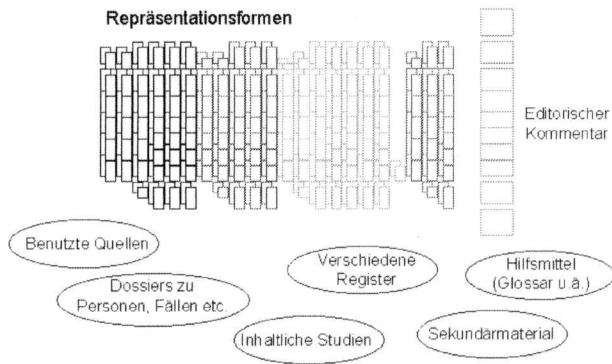 Repräsentationsformen
Editorischer
Kommentar
Benutzte Quellen
Verschiedene
Register
Hilfsmittel
(Glossar u.ä.)
Dossiers zu
Personen, Fällen etc.
Inhaltliche Studien
Sekundärmaterial